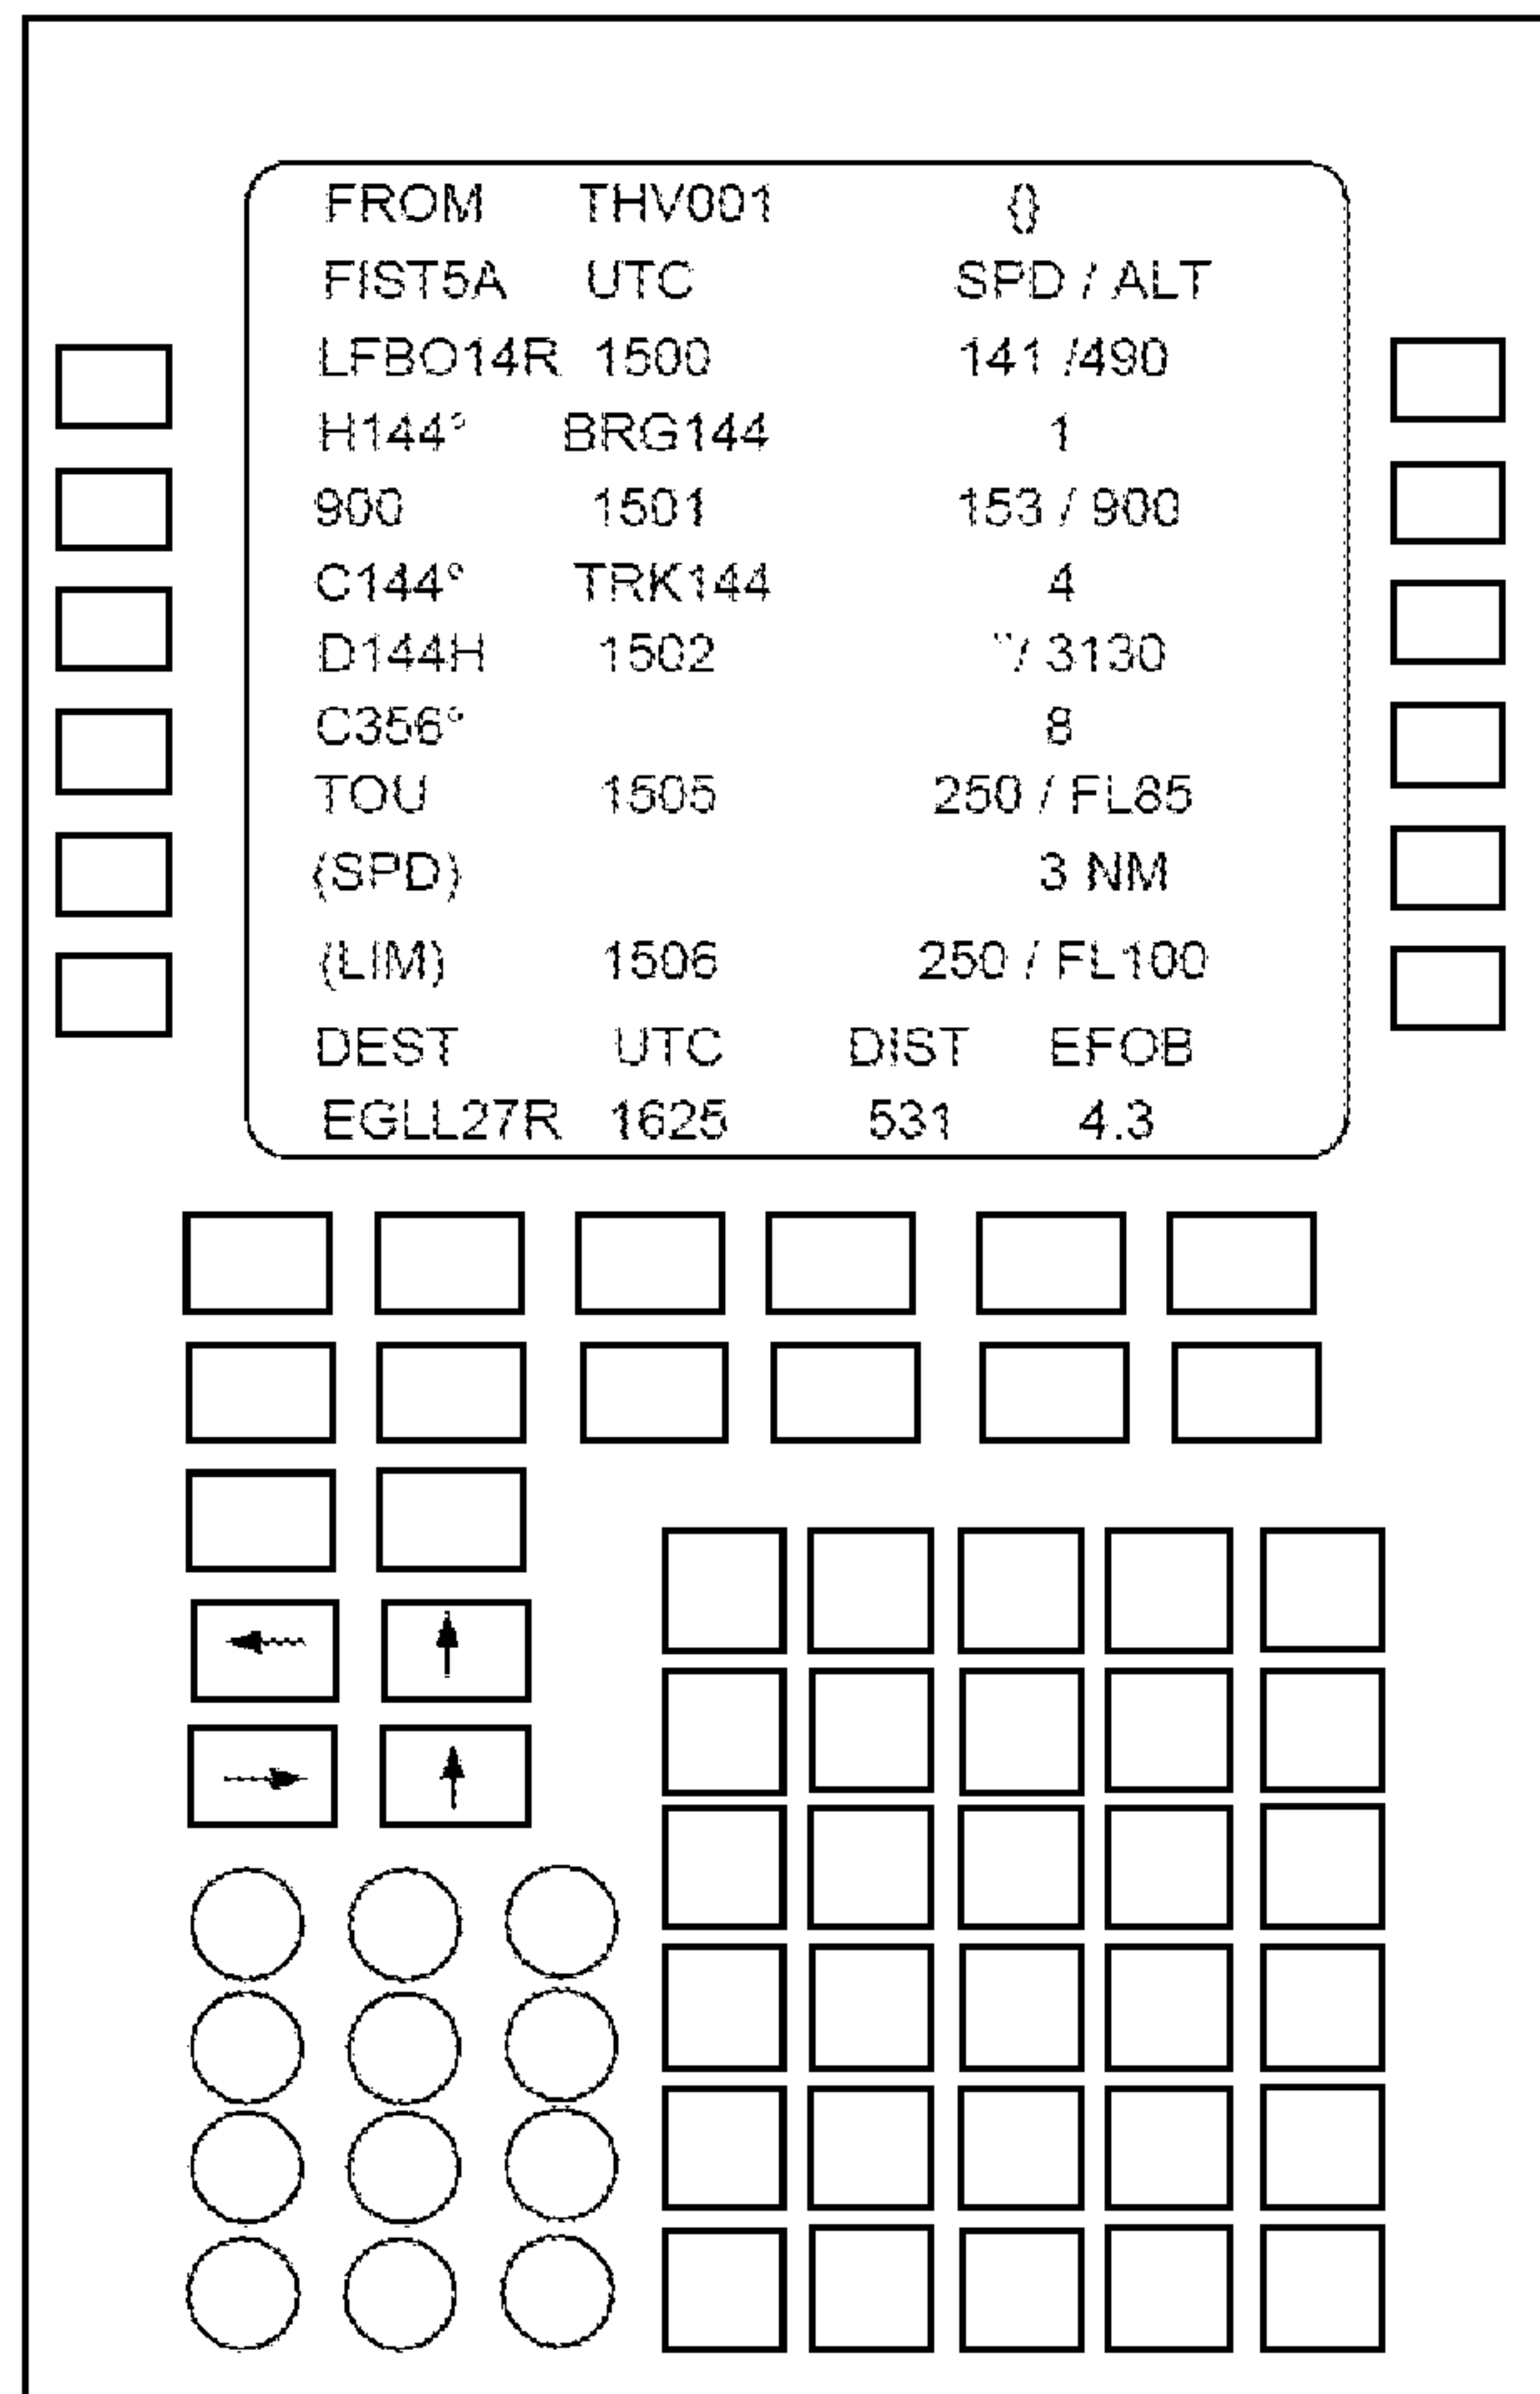 FROM THV001 {}
FIST5A UTC SPD / ALT
LFBO14R 1500 141 /490
H144° BRG144 1
900 1501 153 / 900
C144° TRK144 4
D144H 1502 "/ 3130
C356° 8
TOU 1505 250 / FL85
(SPD) 3 NM
(LIM) 1506 250 / FL100
DEST UTC DIST EFOB
EGLL27R 1625 531 4.3